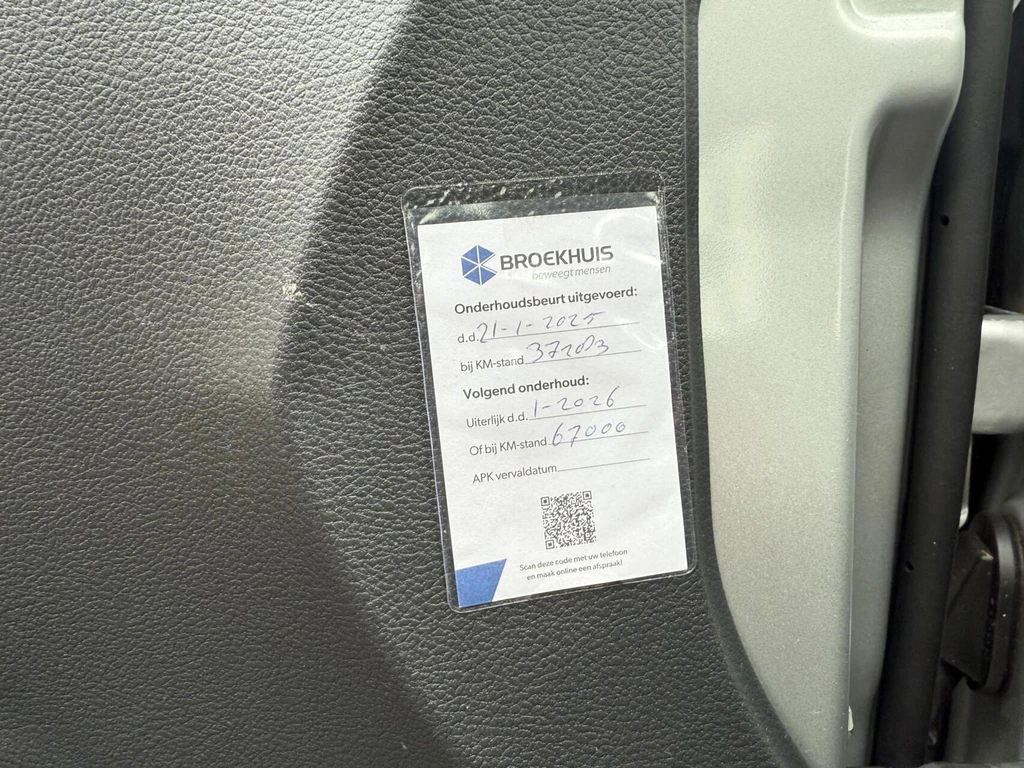 BROEKHUIS
beweegt mensen
Onderhoudsbeurt uitgevoerd:
d.d. 21-1-2025
bij KM-stand 37203
Volgend onderhoud:
Uiterlijk d.d. 1-2026
Of bij KM-stand 67000
APK vervaldatum
Scan deze code met uw telefoon
en maak online een afspraak!